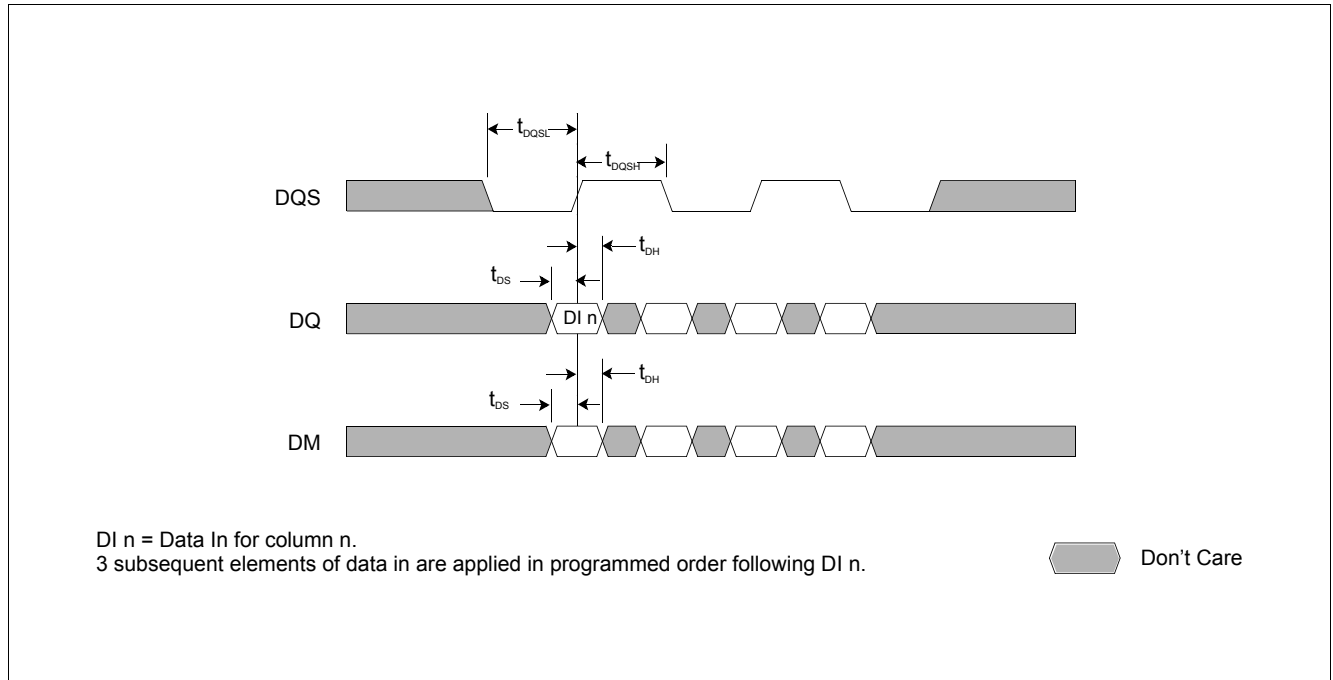 tDQSL
tDQSH
DQS
tDH
tDS
DQ
DI n
tDH
tDS
DM
DI n = Data In for column n.
3 subsequent elements of data in are applied in programmed order following DI n.
Don't Care